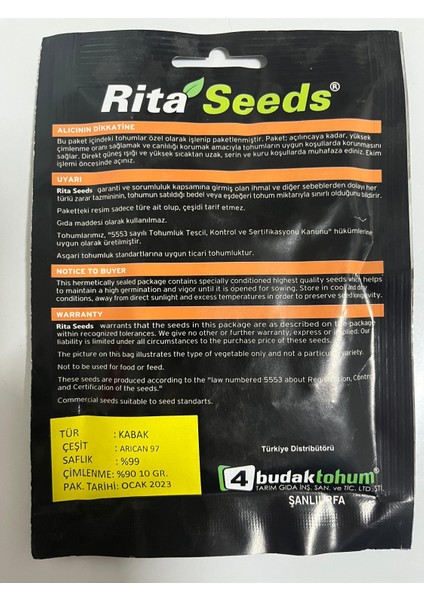 Rita Seeds®
ALICININ DİKKATİNE
Bu paket içindeki tohumlar özel olarak işlenip paketlenmiştir. Paket; açılıncaya kadar, yüksek
çimlenme oranı sağlamak ve canlılığı korumak amacıyla tohumların uygun koşullarda korunmasını
sağlar. Direkt güneş ışığı ve yüksek sıcaktan uzak, serin ve kuru koşullarda muhafaza ediniz. Ekim
işlemi öncesinde açınız.
UYARI
Rita Seeds garanti ve sorumluluk kapsamına girmiş olan ihmal ve diğer sebeblerden dolayı her
türlü zarar tazmininin, tohumun satıldığı bedel veya eşdeğeri tohum miktarıyla sınırlı olduğunu bildirir.
Paketteki resim sadece türe ait olup, çeşidi tarif etmez.
Gıda maddesi olarak kullanılmaz.
Tohumlarımız, "5553 sayılı Tohumluk Tescil, Kontrol ve Sertifikasyonu Kanunu" hükümlerine
uygun olarak üretilmiştir.
Asgari tohumluk standartlarına uygun ticari tohumluktur.
NOTICE TO BUYER
This hermetically sealed package contains specially conditioned highest quality seeds which helps
to maintain a high germination and vigor until it is opened for sowing. Store in cool and dry
conditions, away from direct sunlight and excess temperatures in order to preserve seed longevity.
WARRANTY
Rita Seeds warrants that the seeds in this package are as described on the package
within recognized tolerances. We give no other or further warranty, express or implied. Our
liability is limited under all circumstances to the purchase price of these seeds.
The picture on this bag illustrates the type of vegetable only and not a particular variety.
Not to be used for food or feed.
These seeds are produced according to the "law numbered 5553 about Registration, Control
and Certification of the seeds."
Commercial seeds suitable to seed standarts.
TÜR : KABAK
ÇEŞİT : ARICAN 97
SAFLIK : %99
ÇİMLENME: %90 10 GR.
PAK. TARİHİ: OCAK 2023
Türkiye Distribütörü
4 budaktohum®
TARIM GIDA İNŞ. SAN. ve TİC. LTD. ŞTİ.
ŞANLIURFA